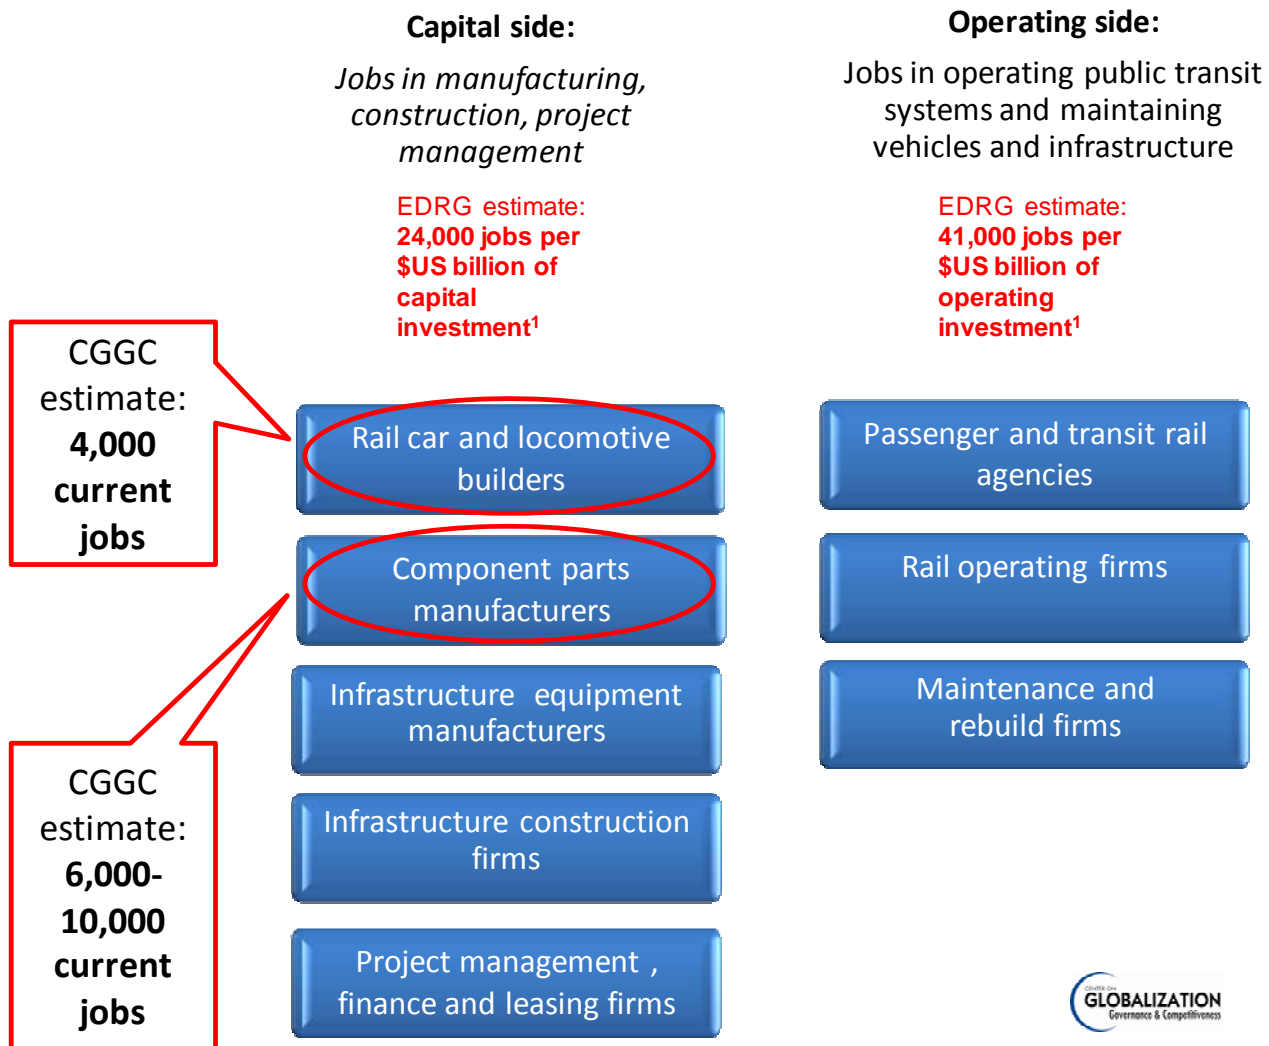 Capital side:
Jobs in manufacturing,
construction, project
management
EDRG estimate:
24,000 jobs per
$US billion of
capital
investment¹
Operating side:
Jobs in operating public transit
systems and maintaining
vehicles and infrastructure
EDRG estimate:
41,000 jobs per
$US billion of
operating
investment¹
CGGC
estimate:
4,000
current
jobs
CGGC
estimate:
6,000-
10,000
current
jobs
Rail car and locomotive
builders
Component parts
manufacturers
Infrastructure equipment
manufacturers
Infrastructure construction
firms
Project management ,
finance and leasing firms
Passenger and transit rail
agencies
Rail operating firms
Maintenance and
rebuild firms
CENTER ON
GLOBALIZATION
Governance & Competitiveness